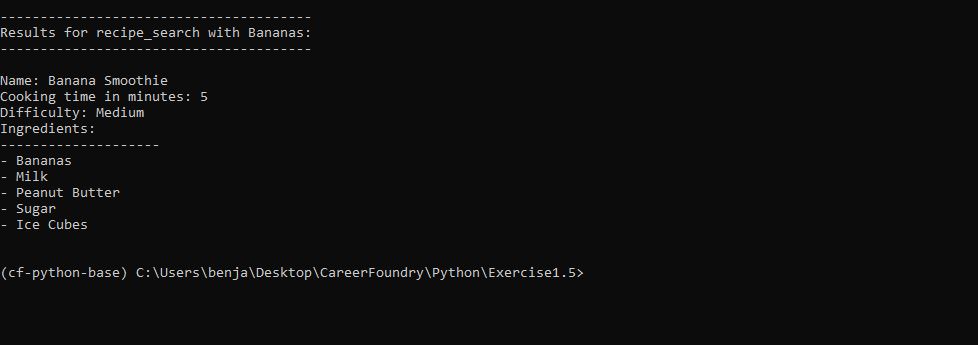 ---------------------------------------
Results for recipe_search with Bananas:
---------------------------------------
Name: Banana Smoothie
Cooking time in minutes: 5
Difficulty: Medium
Ingredients:
--------------------
- Bananas
- Milk
- Peanut Butter
- Sugar
- Ice Cubes
(cf-python-base) C:\Users\benja\Desktop\CareerFoundry\Python\Exercise1.5>